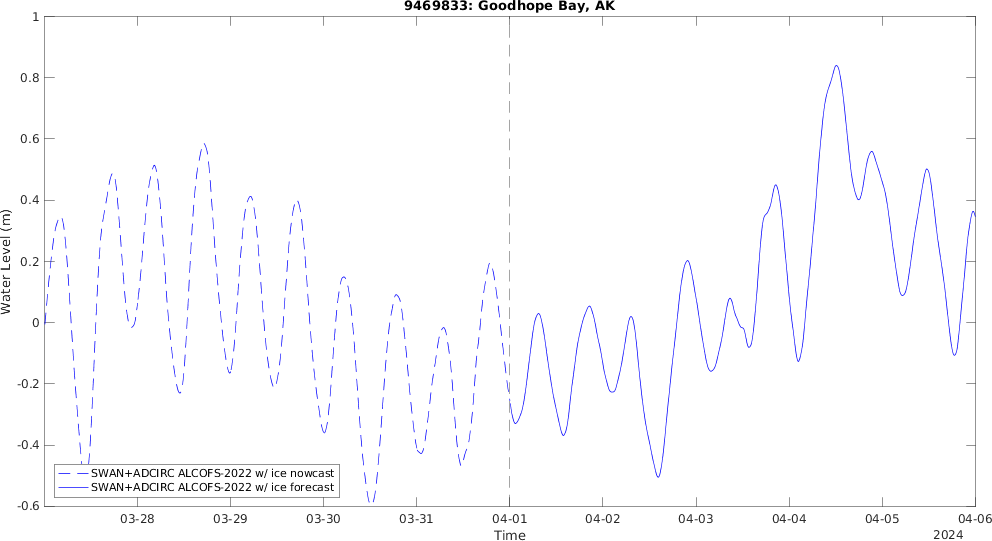 9469833: Goodhope Bay, AK
Water Level (m)
1
0.8
0.6
0.4
0.2
0
-0.2
-0.4
-0.6
SWAN+ADCIRC ALCOFS-2022 w/ ice nowcast
SWAN+ADCIRC ALCOFS-2022 w/ ice forecast
03-28 03-29 03-30 03-31 04-01 04-02 04-03 04-04 04-05 04-06
Time
2024